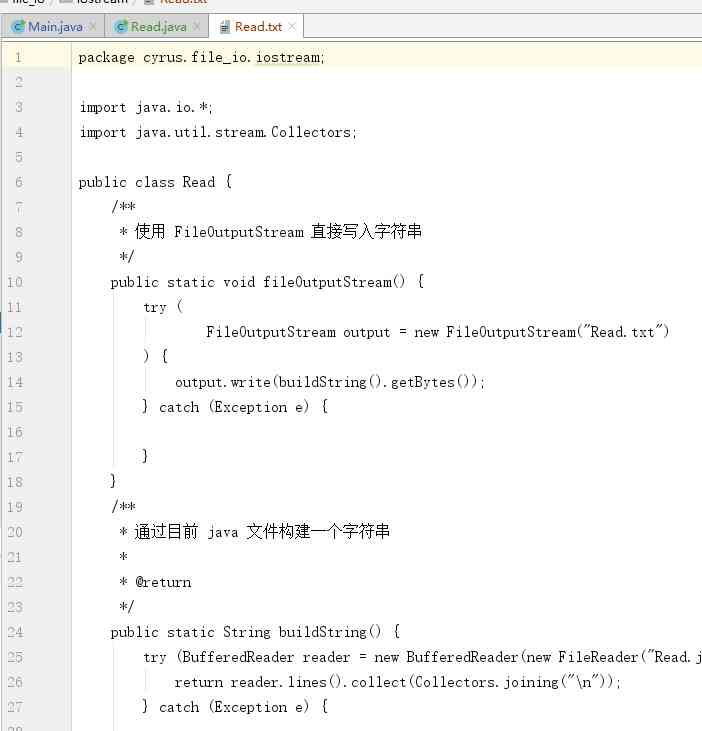 file_io iostream Read.txt
Main.java Read.java Read.txt
1 package cyrus.file_io.iostream;
2
3 import java.io.*;
4 import java.util.stream.Collectors;
5
6 public class Read {
7 /**
8 * 使用 FileOutputStream 直接写入字符串
9 */
10 public static void fileOutputStream() {
11 try (
12 FileOutputStream output = new FileOutputStream("Read.txt")
13 ) {
14 output.write(buildString().getBytes());
15 } catch (Exception e) {
16
17 }
18 }
19 /**
20 * 通过目前 java 文件构建一个字符串
21 *
22 * @return
23 */
24 public static String buildString() {
25 try (BufferedReader reader = new BufferedReader(new FileReader("Read.j
26 return reader.lines().collect(Collectors.joining("\n"));
27 } catch (Exception e) {
28